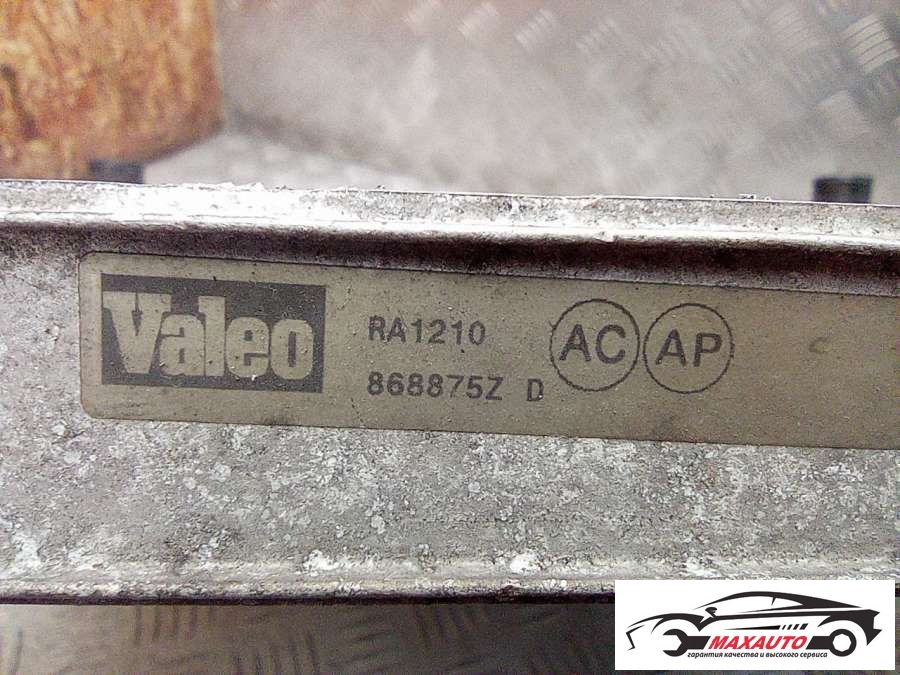 Valeo
RA1210
868875Z D
AC AP
MAXAUTO
гарантия качества и высокого сервиса